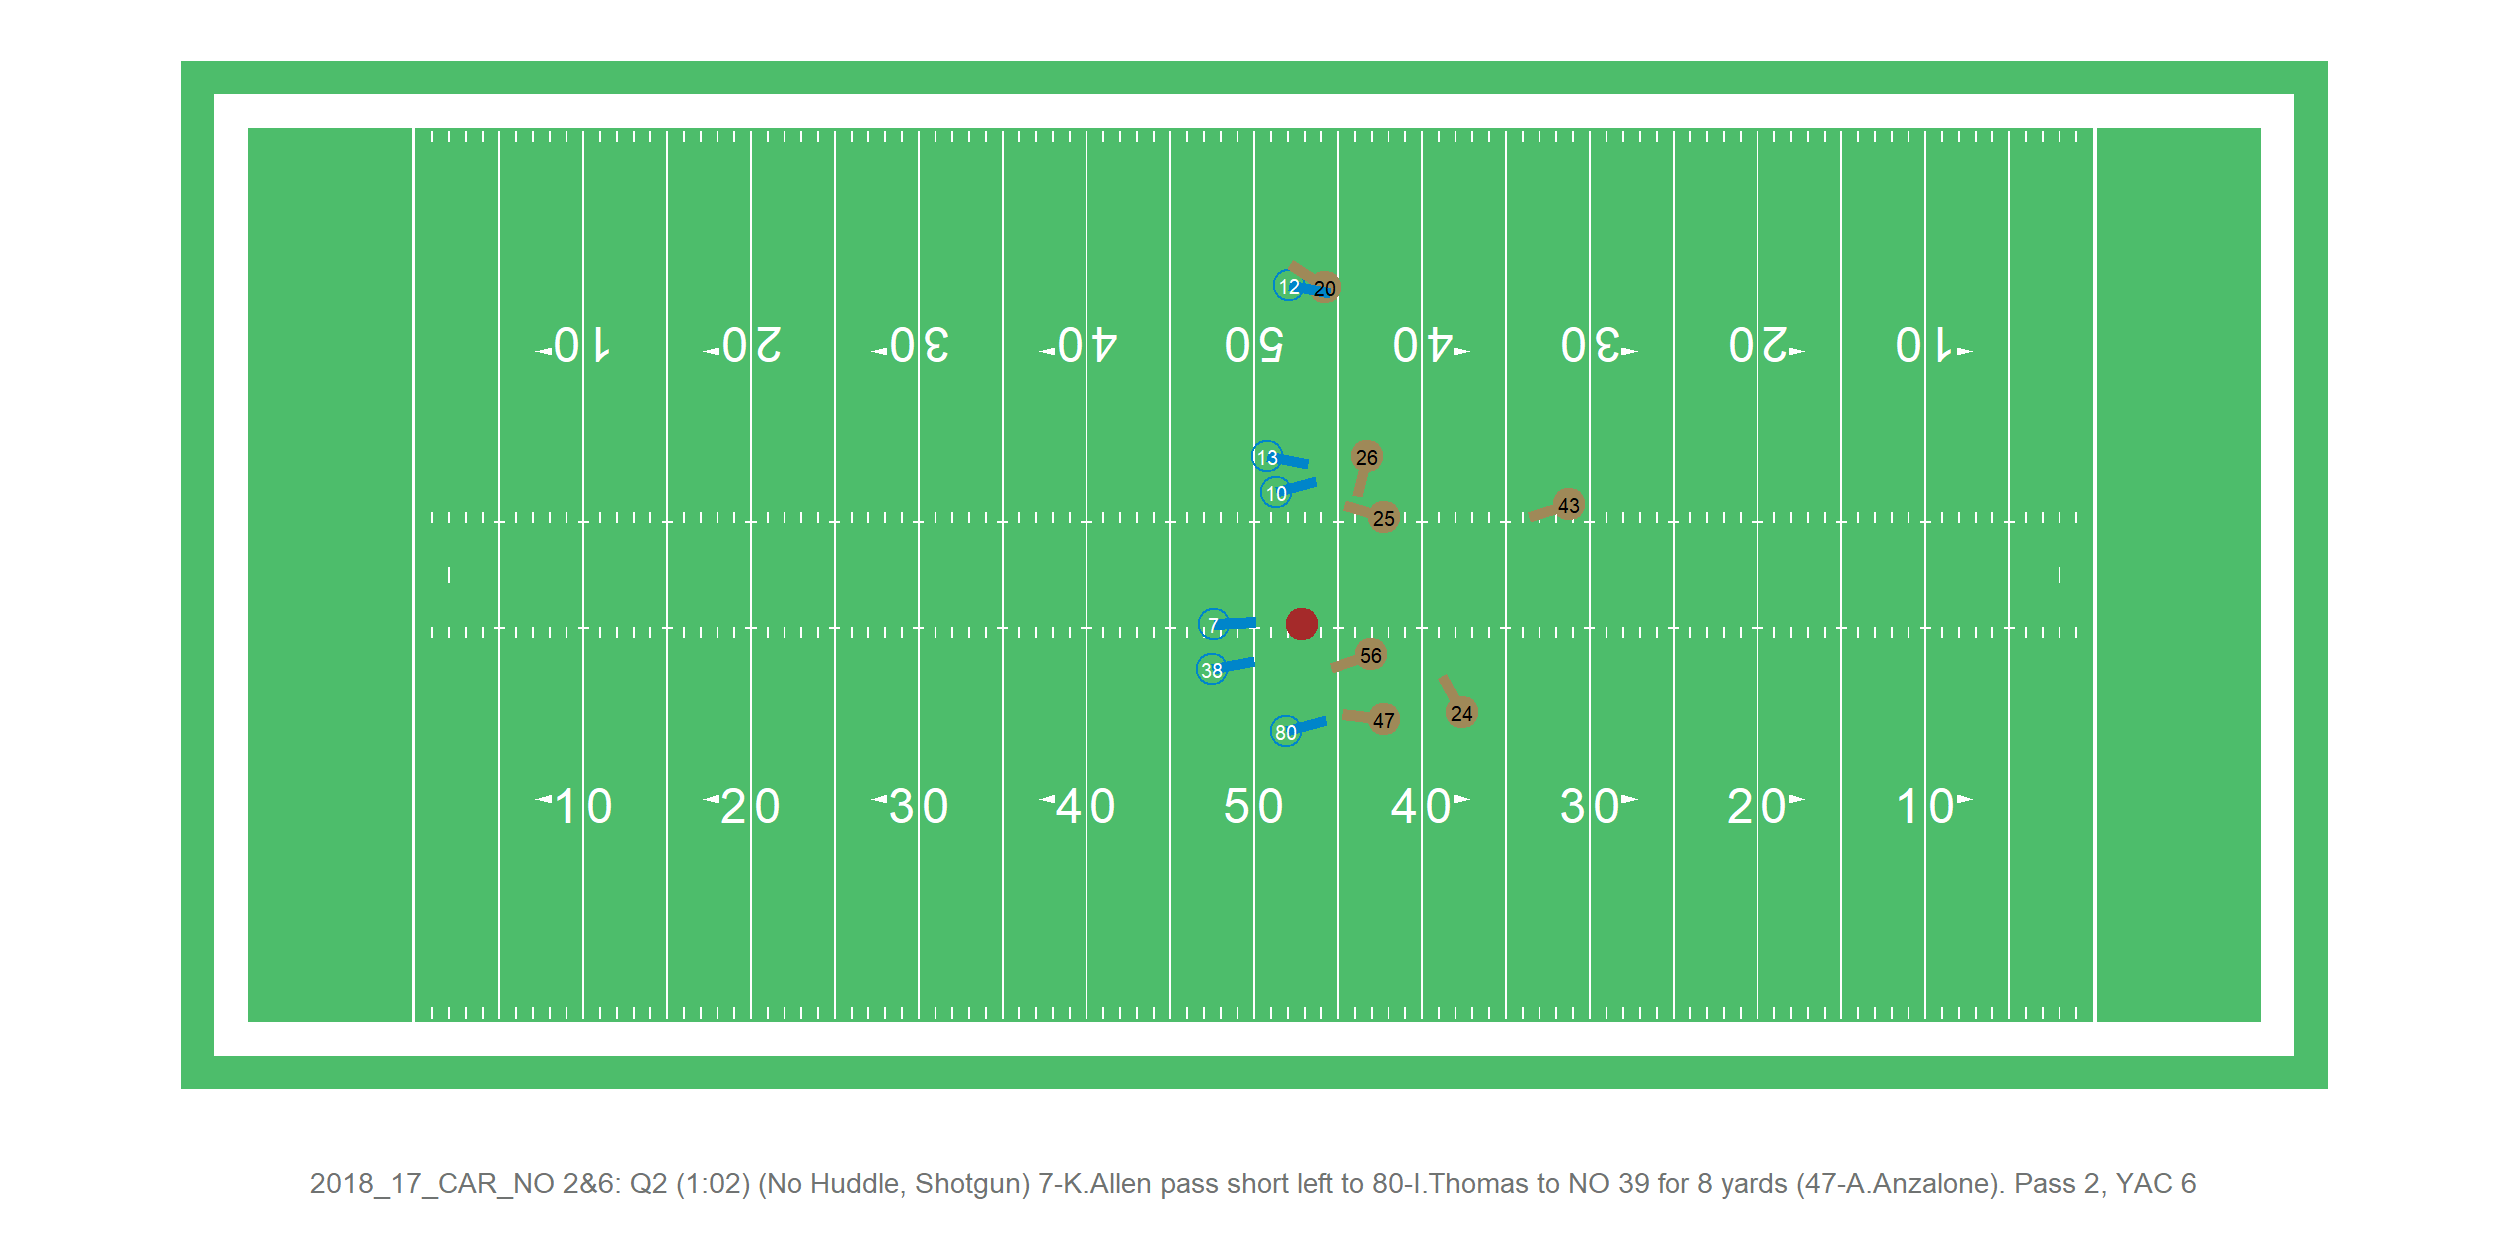 12 20
10 20 30 40 50 40 30 20 10
13 26
10 25 43
7
38 56
80 47 24
10 20 30 40 50 40 30 20 10
2018_17_CAR_NO 2&6: Q2 (1:02) (No Huddle, Shotgun) 7-K.Allen pass short left to 80-I.Thomas to NO 39 for 8 yards (47-A.Anzalone). Pass 2, YAC 6